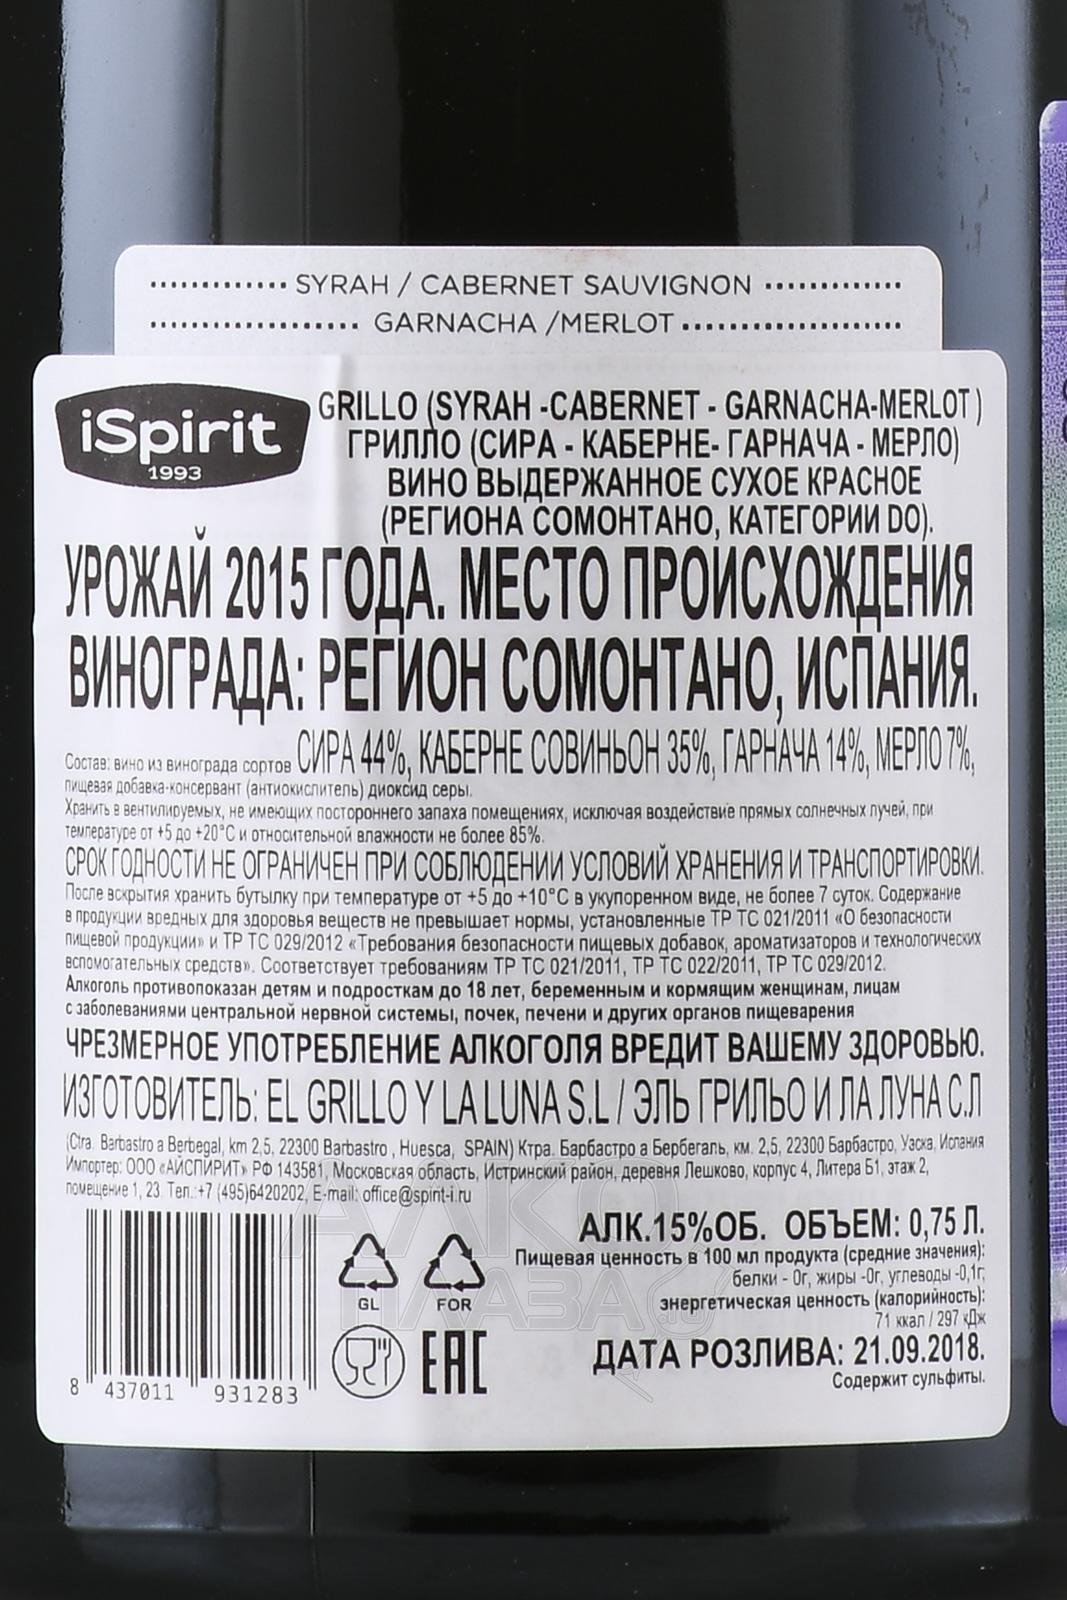 SYRAH / CABERNET SAUVIGNON
GARNACHA /MERLOT
iSpirit
1993
GRILLO (SYRAH -CABERNET - GARNACHA-MERLOT )
ГРИЛЛО (СИРА - КАБЕРНЕ- ГАРНАЧА - МЕРЛО)
ВИНО ВЫДЕРЖАННОЕ СУХОЕ КРАСНОЕ
(РЕГИОНА СОМОНТАНО, КАТЕГОРИИ DO).
УРОЖАЙ 2015 ГОДА. МЕСТО ПРОИСХОЖДЕНИЯ
ВИНОГРАДА: РЕГИОН СОМОНТАНО, ИСПАНИЯ.
Состав: вино из винограда сортов СИРА 44%, КАБЕРНЕ СОВИНЬОН 35%, ГАРНАЧА 14%, МЕРЛО 7%,
пищевая добавка-консервант (антиокислитель) диоксид серы.
Хранить в вентилируемых, не имеющих постороннего запаха помещениях, исключая воздействие прямых солнечных лучей, при
температуре от +5 до +20°С и относительной влажности не более 85%.
СРОК ГОДНОСТИ НЕ ОГРАНИЧЕН ПРИ СОБЛЮДЕНИИ УСЛОВИЙ ХРАНЕНИЯ И ТРАНСПОРТИРОВКИ.
После вскрытия хранить бутылку при температуре от +5 до +10°С в укупоренном виде, не более 7 суток. Содержание
в продукции вредных для здоровья веществ не превышает нормы, установленные ТР ТС 021/2011 «О безопасности
пищевой продукции» и ТР ТС 029/2012 «Требования безопасности пищевых добавок, ароматизаторов и технологических
вспомогательных средств». Соответствует требованиям ТР ТС 021/2011, ТР ТС 022/2011, ТР ТС 029/2012.
Алкоголь противопоказан детям и подросткам до 18 лет, беременным и кормящим женщинам, лицам
с заболеваниями центральной нервной системы, почек, печени и других органов пищеварения
ЧРЕЗМЕРНОЕ УПОТРЕБЛЕНИЕ АЛКОГОЛЯ ВРЕДИТ ВАШЕМУ ЗДОРОВЬЮ.
ИЗГОТОВИТЕЛЬ: EL GRILLO Y LA LUNA S.L / ЭЛЬ ГРИЛЬО И ЛА ЛУНА С.Л
(Ctra. Barbastro a Berbegal, km 2,5, 22300 Barbastro , Huesca, SPAIN) Ктра. Барбастро а Бербегаль, км. 2,5, 22300 Барбастро, Уэска, Испания
Импортер: ООО «АЙСПИРИТ» РФ 143581, Московская область, Истринский район, деревня Лешково, корпус 4, Литера Б1, этаж 2,
помещение 1, 23. Тел.:+7 (495)6420202, E-mail: office@spirit-i.ru
АЛК.15%ОБ. ОБЪЕМ: 0,75 Л.
Пищевая ценность в 100 мл продукта (средние значения):
белки - 0г, жиры -0г, углеводы -0,1г;
энергетическая ценность (калорийность):
71 ккал / 297 кДж
ДАТА РОЗЛИВА: 21.09.2018.
Содержит сульфиты.
GL FOR
EAC
8 437011 931283
АЛКО
ПЛАЗА.ru